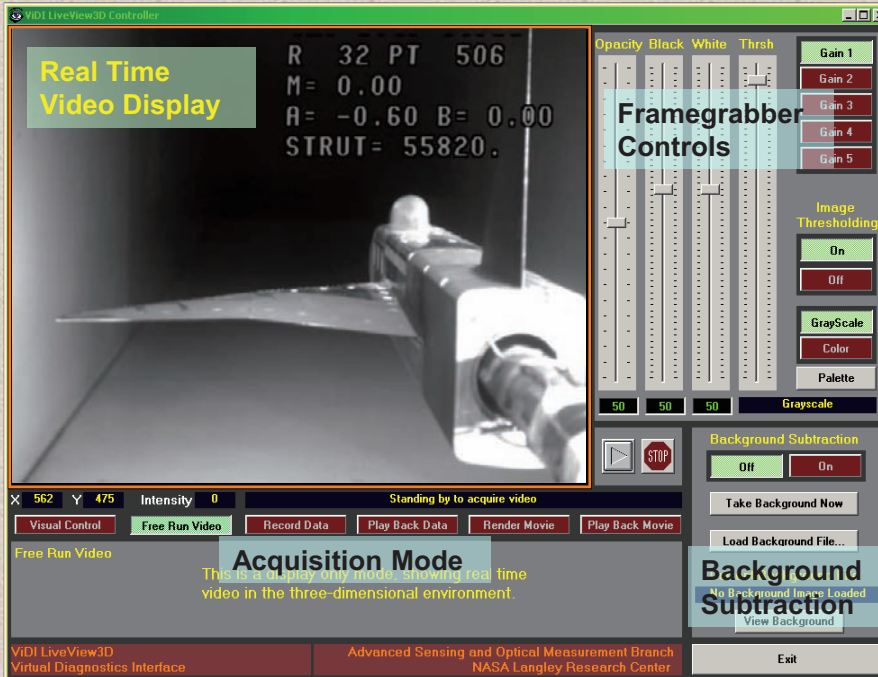 ViDI LiveView3D Controller
Real Time
Video Display
R 32 PT 506
M= 0.00
A= -0.60 B= 0.00
STRUT= 55820.
Opacity Black White Thrsh
Framegrabber
Controls
Gain 1
Gain 2
Gain 3
Gain 4
Gain 5
Image
Thresholding
On
Off
GrayScale
Color
Palette
50 50 50 Grayscale
STOP
Background Subtraction
Off On
Take Background Now
Load Background File...
No Background Image Loaded
View Background
Background
Subtraction
X 562 Y 475 Intensity 0 Standing by to acquire video
Visual Control Free Run Video Record Data Play Back Data Render Movie Play Back Movie
Free Run Video
Acquisition Mode
This is a display only mode, showing real time
video in the three-dimensional environment.
ViDI LiveView3D
Virtual Diagnostics Interface
Advanced Sensing and Optical Measurement Branch
NASA Langley Research Center
Exit